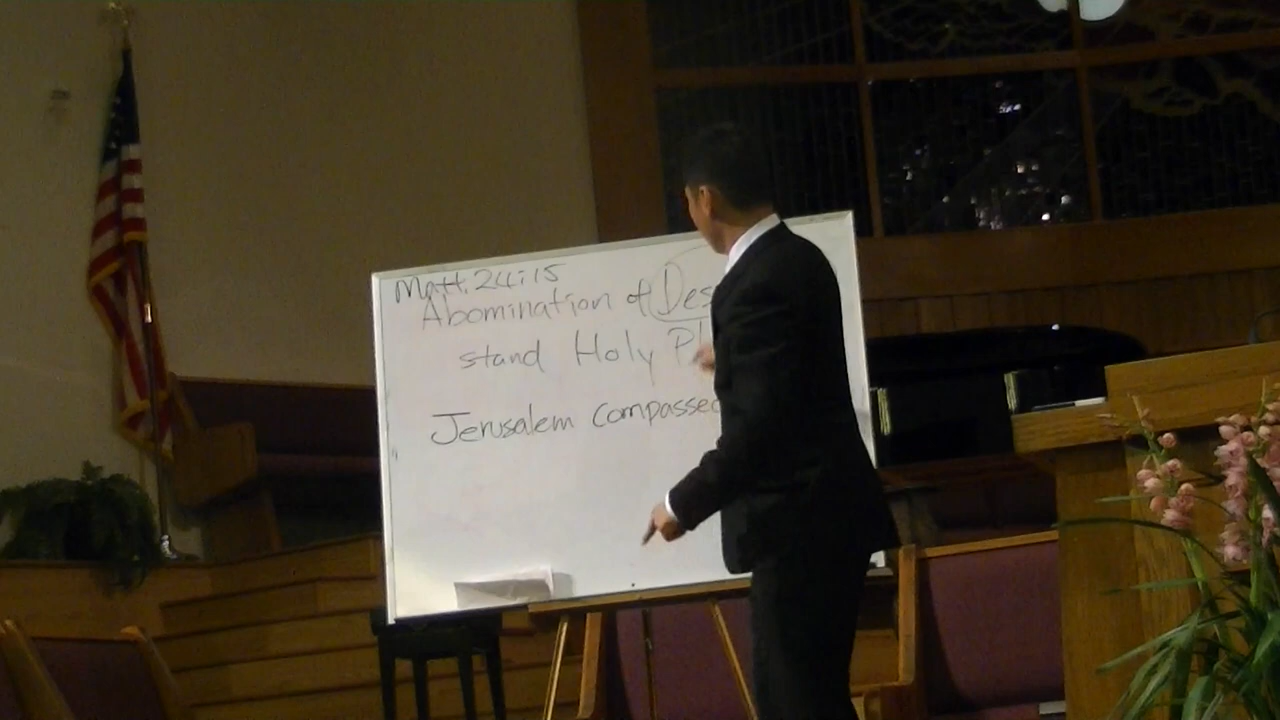 Matt. 24:15
Abomination of Des
stand Holy Pl
Jerusalem compassed